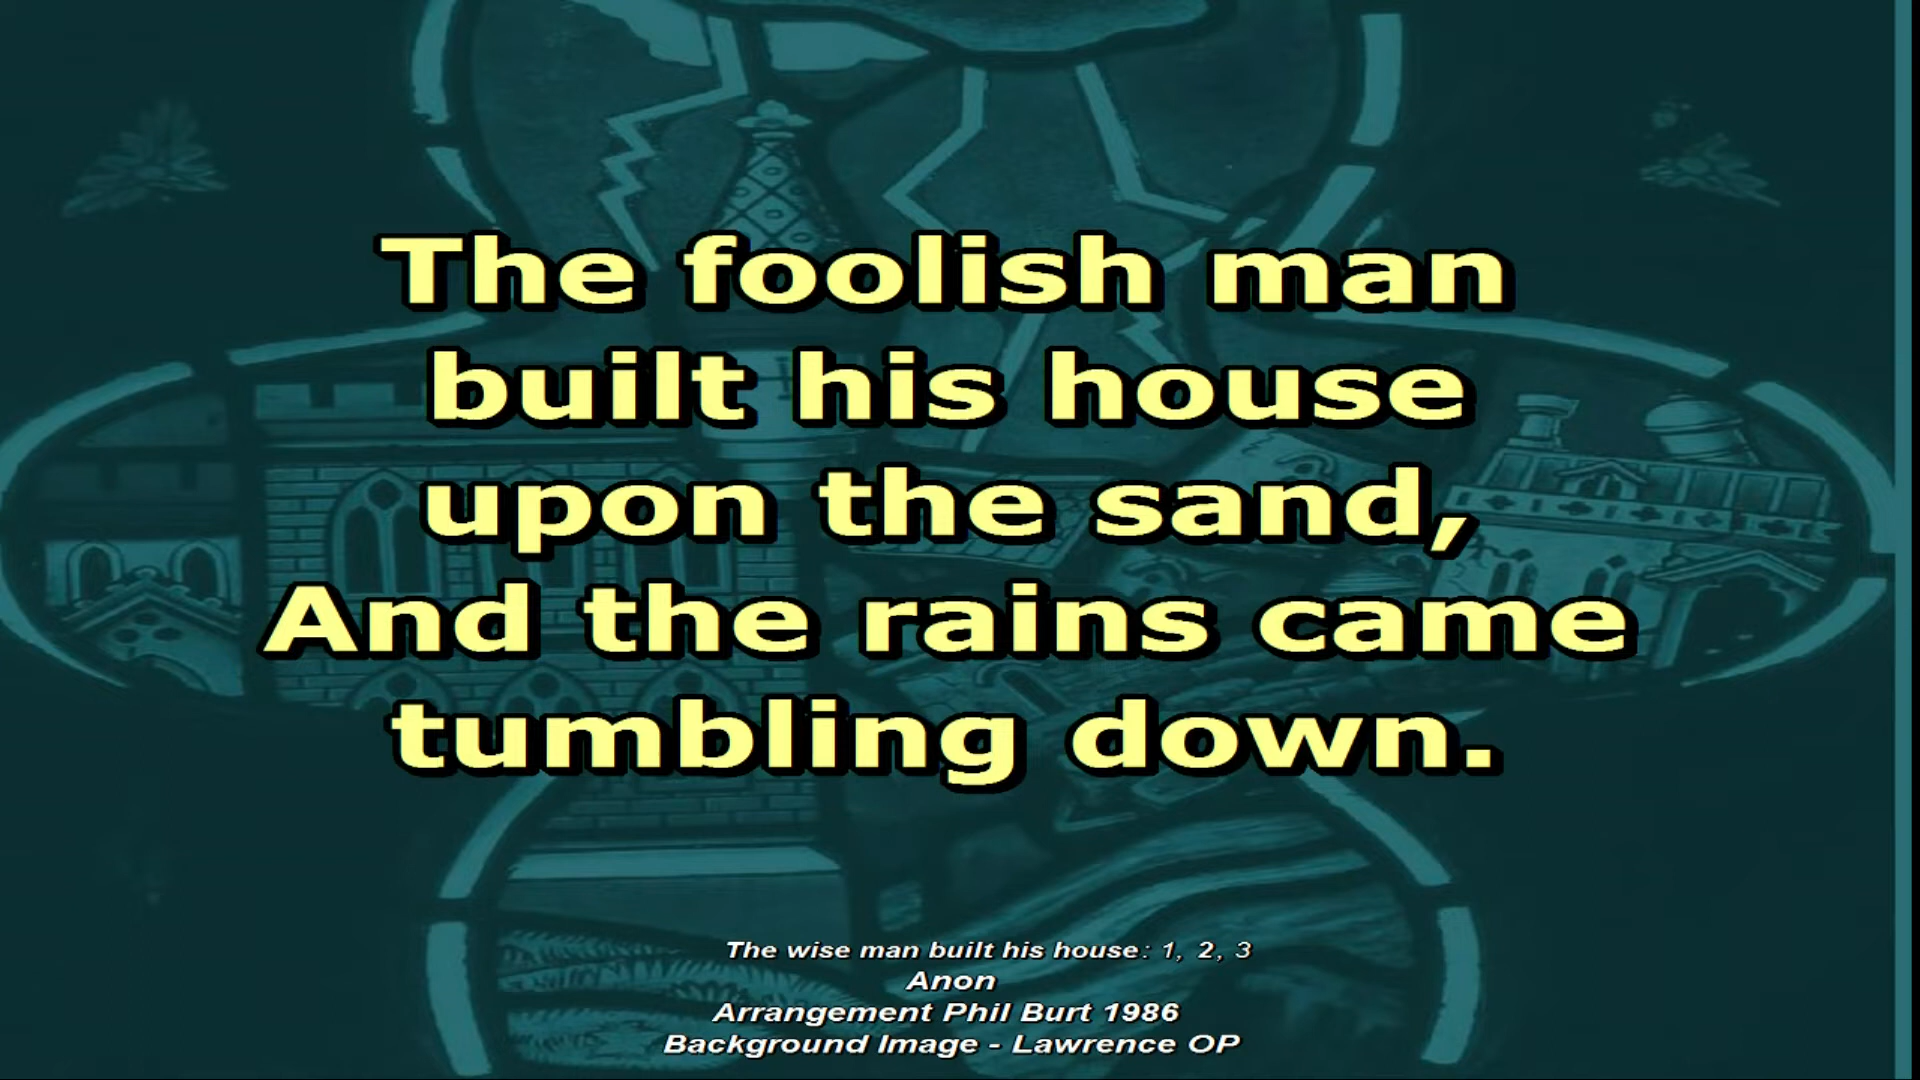 The foolish man
built his house
upon the sand,
And the rains came
tumbling down.
The wise man built his house: 1, 2, 3
Anon
Arrangement Phil Burt 1986
Background Image - Lawrence OP